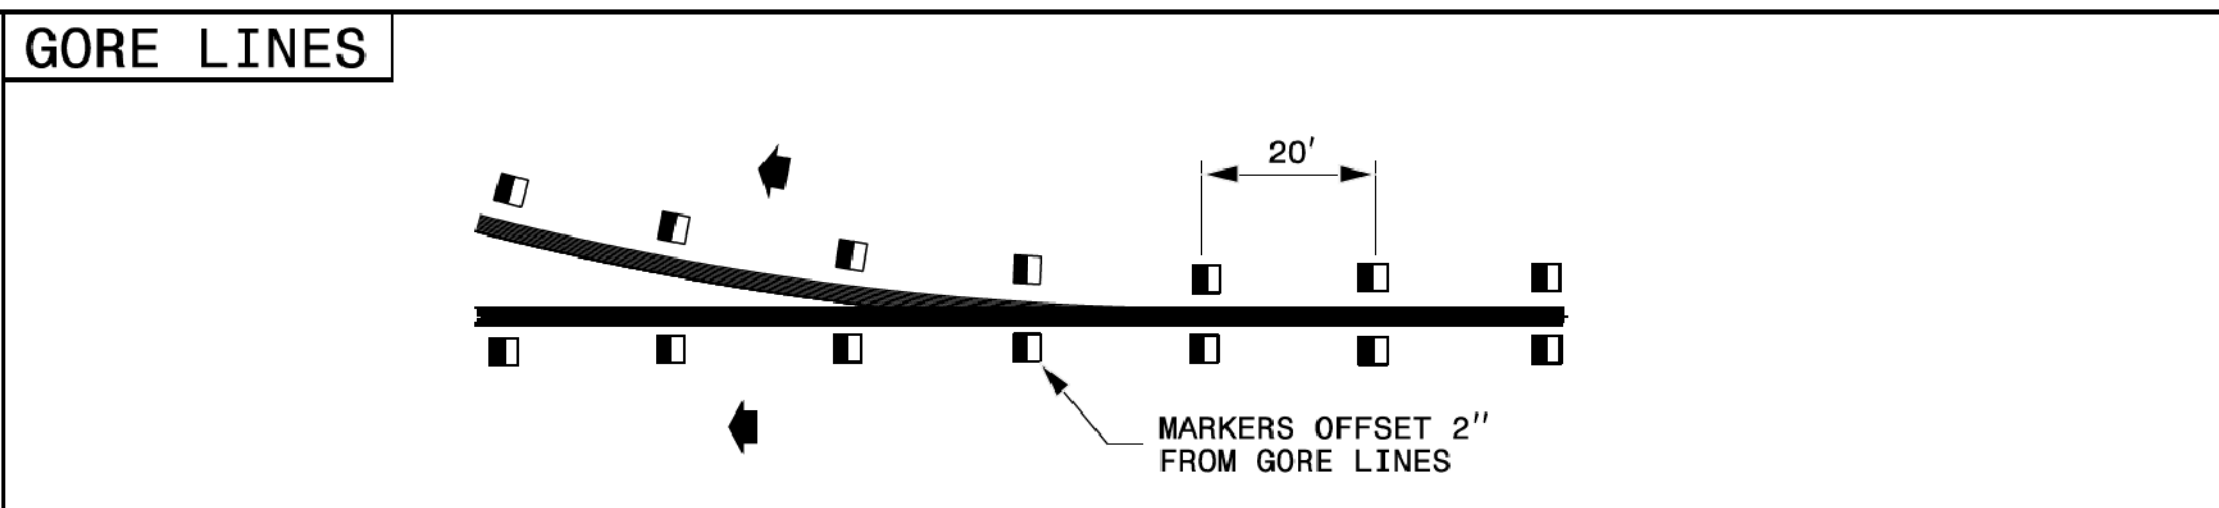 GORE LINES
20'
MARKERS OFFSET 2"
FROM GORE LINES